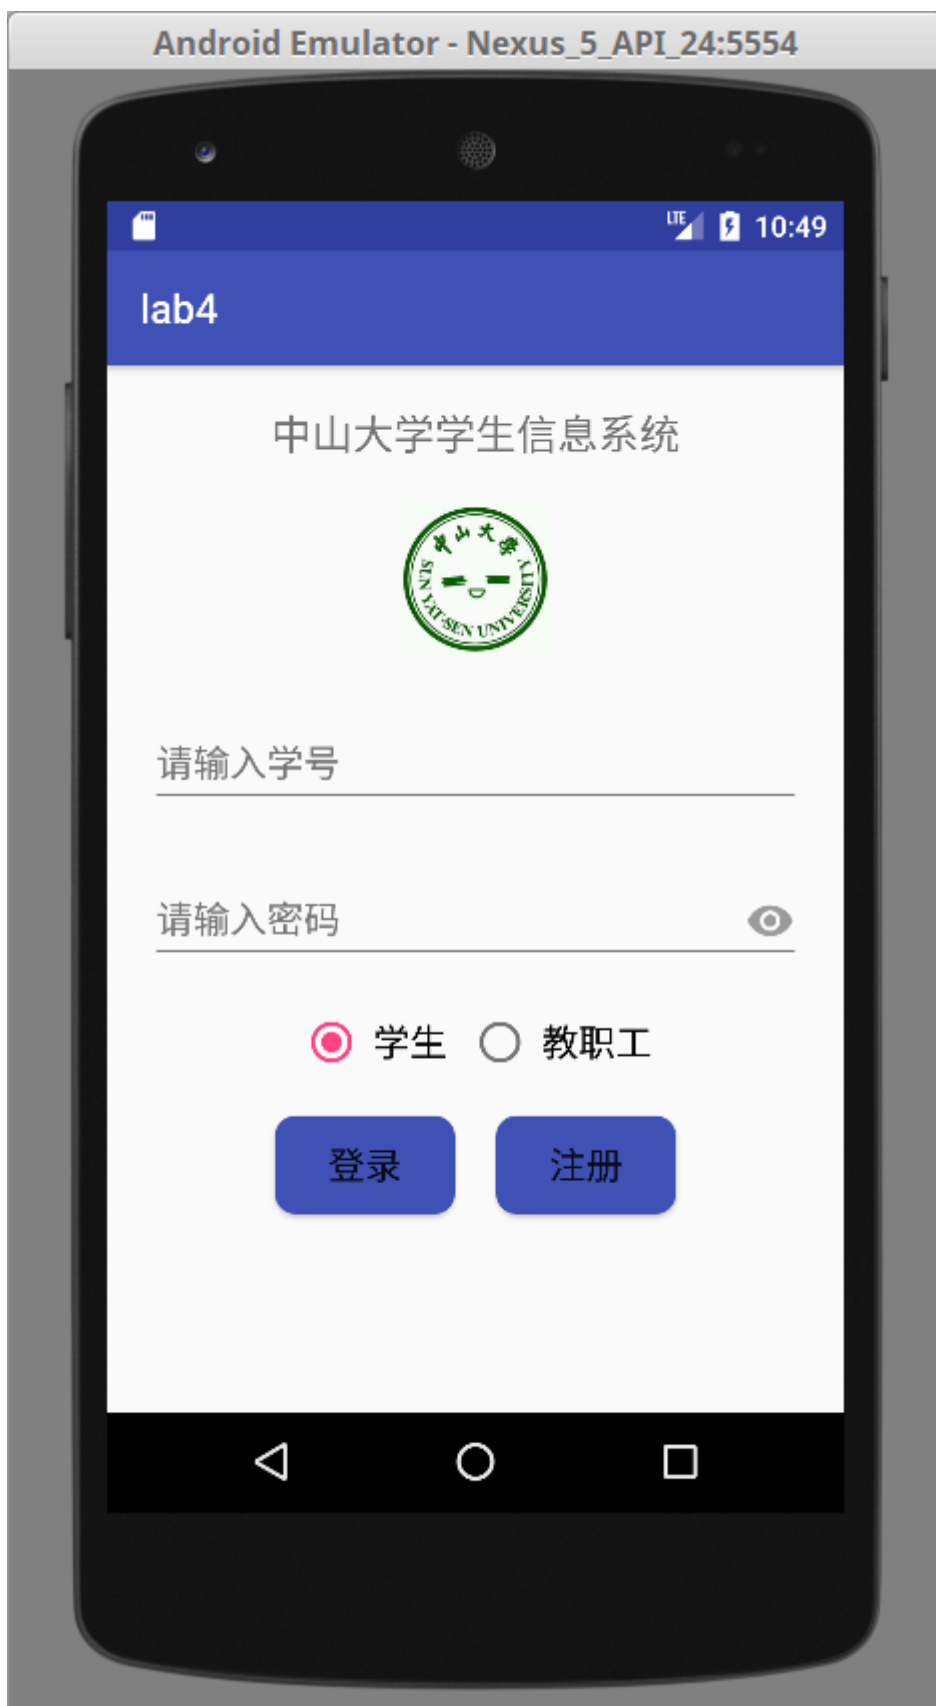 Android Emulator - Nexus_5_API_24:5554
LTE 10:49
lab4
中山大学学生信息系统
中山大学
SUN YAT-SEN UNIVERSITY
请输入学号
请输入密码
学生 教职工
登录 注册